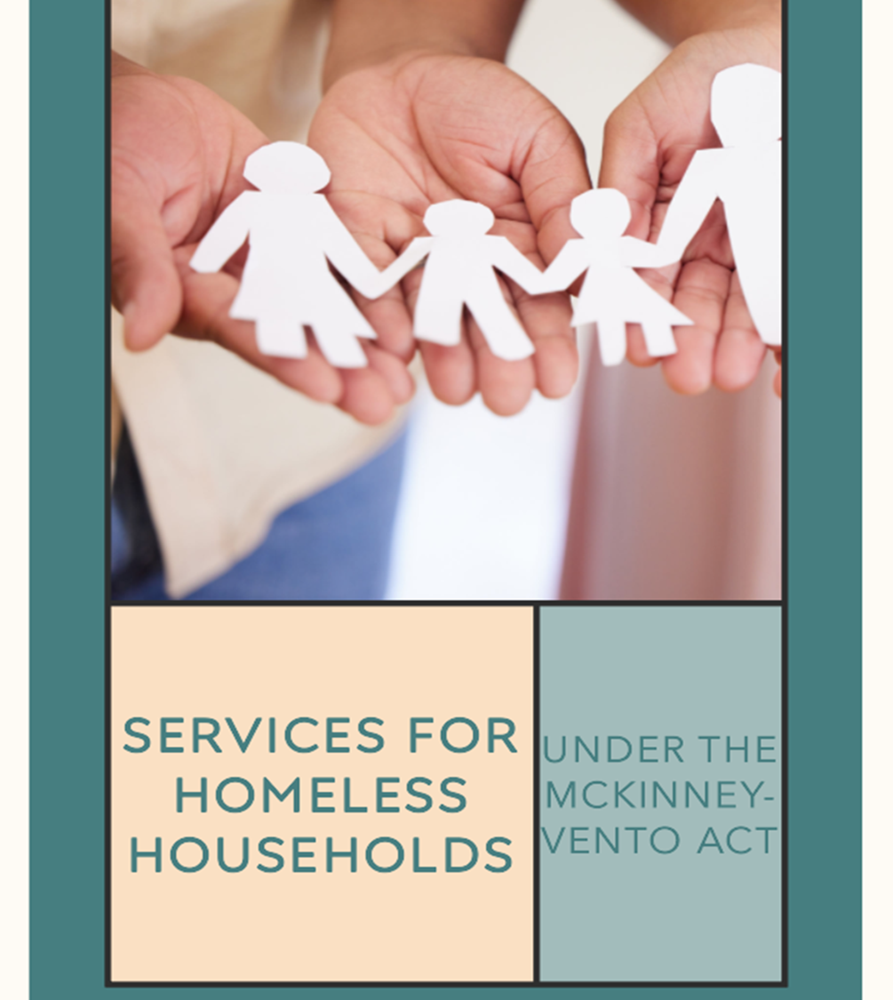 SERVICES FOR
HOMELESS
HOUSEHOLDS
UNDER THE
MCKINNEY-
VENTO ACT